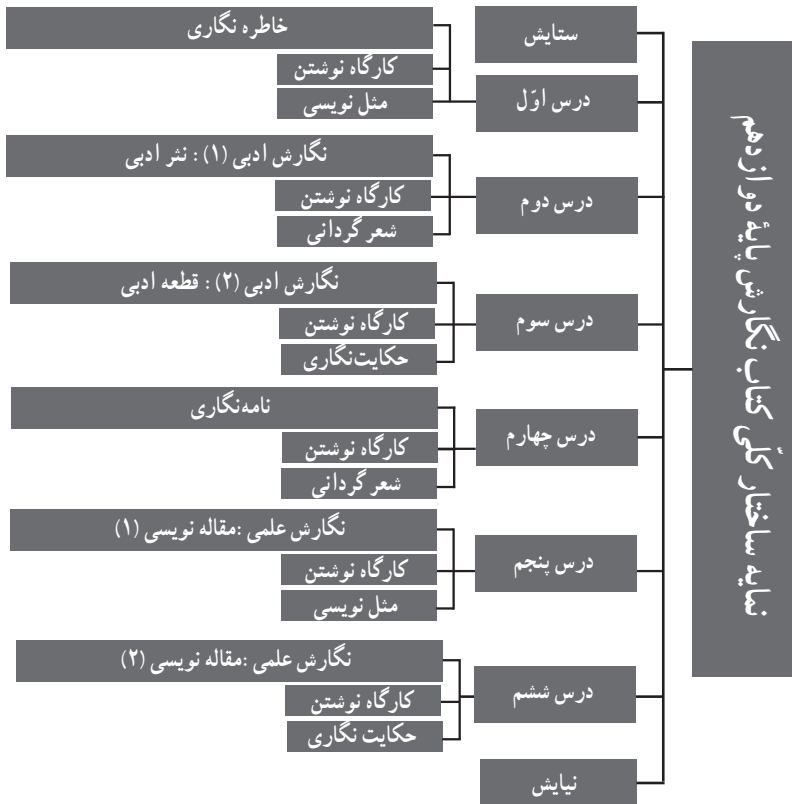 نمایه ساختار کلّی کتاب نگارش پایهٔ دوازدهم
ستایش
درس اوّل
خاطره نگاری
کارگاه نوشتن
مثل نویسی
درس دوم
نگارش ادبی (۱) : نثر ادبی
کارگاه نوشتن
شعر گردانی
درس سوم
نگارش ادبی (۲) : قطعه ادبی
کارگاه نوشتن
حکایت‌نگاری
درس چهارم
نامه‌نگاری
کارگاه نوشتن
شعر گردانی
درس پنجم
نگارش علمی :مقاله نویسی (۱)
کارگاه نوشتن
مثل نویسی
درس ششم
نگارش علمی :مقاله نویسی (۲)
کارگاه نوشتن
حکایت نگاری
نیایش